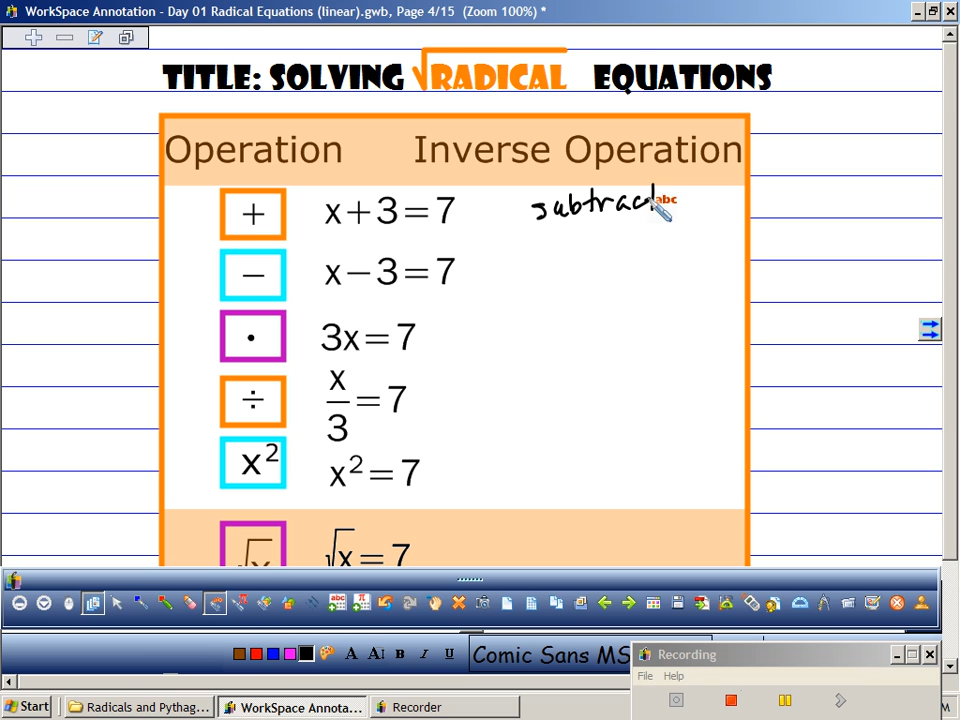 WorkSpace Annotation - Day 01 Radical Equations (linear).gwb, Page 4/15 (Zoom 100%) *
TITLE: SOLVING √RADICAL EQUATIONS
Operation Inverse Operation
+ x+3=7 subtract
abc
− x−3=7
· 3x=7
÷ x/3=7
x² x²=7
√x √x=7
abc
A A B I U Comic Sans MS
Recording
File Help
Start Radicals and Pythag... WorkSpace Annota... Recorder M